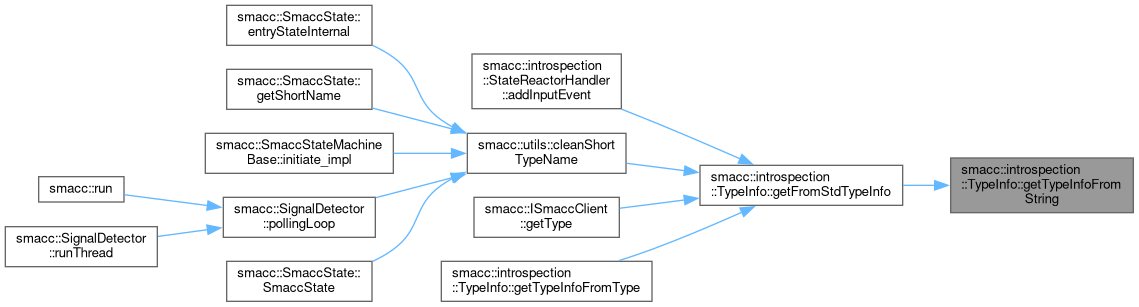 smacc::SmaccState::
entryStateInternal
smacc::SmaccState::
getShortName
smacc::SmaccStateMachine
Base::initiate_impl
smacc::run
smacc::SignalDetector
::runThread
smacc::SignalDetector
::pollingLoop
smacc::SmaccState::
SmaccState
smacc::introspection
::StateReactorHandler
::addInputEvent
smacc::utils::cleanShort
TypeName
smacc::ISmaccClient
::getType
smacc::introspection
::TypeInfo::getTypeInfoFromType
smacc::introspection
::TypeInfo::getFromStdTypeInfo
smacc::introspection
::TypeInfo::getTypeInfoFrom
String